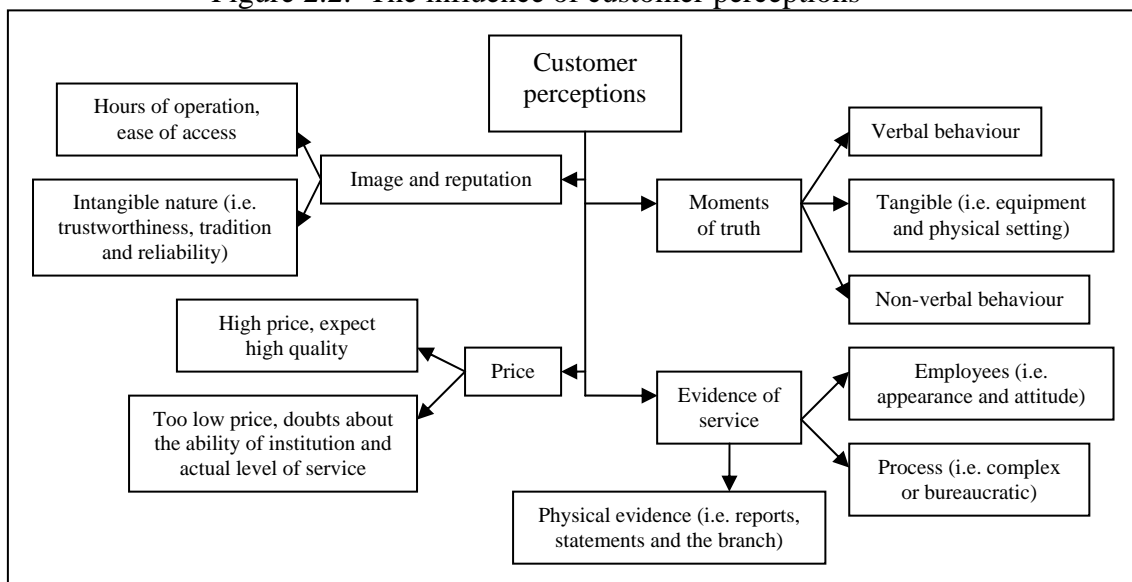 Figure 2.2: The influence of customer perceptions
Customer
perceptions
Hours of operation,
ease of access
Image and reputation
Intangible nature (i.e.
trustworthiness, tradition
and reliability)
Moments
of truth
Verbal behaviour
Tangible (i.e. equipment
and physical setting)
Non-verbal behaviour
High price, expect
high quality
Price
Too low price, doubts about
the ability of institution and
actual level of service
Evidence of
service
Employees (i.e.
appearance and attitude)
Process (i.e. complex
or bureaucratic)
Physical evidence (i.e. reports,
statements and the branch)